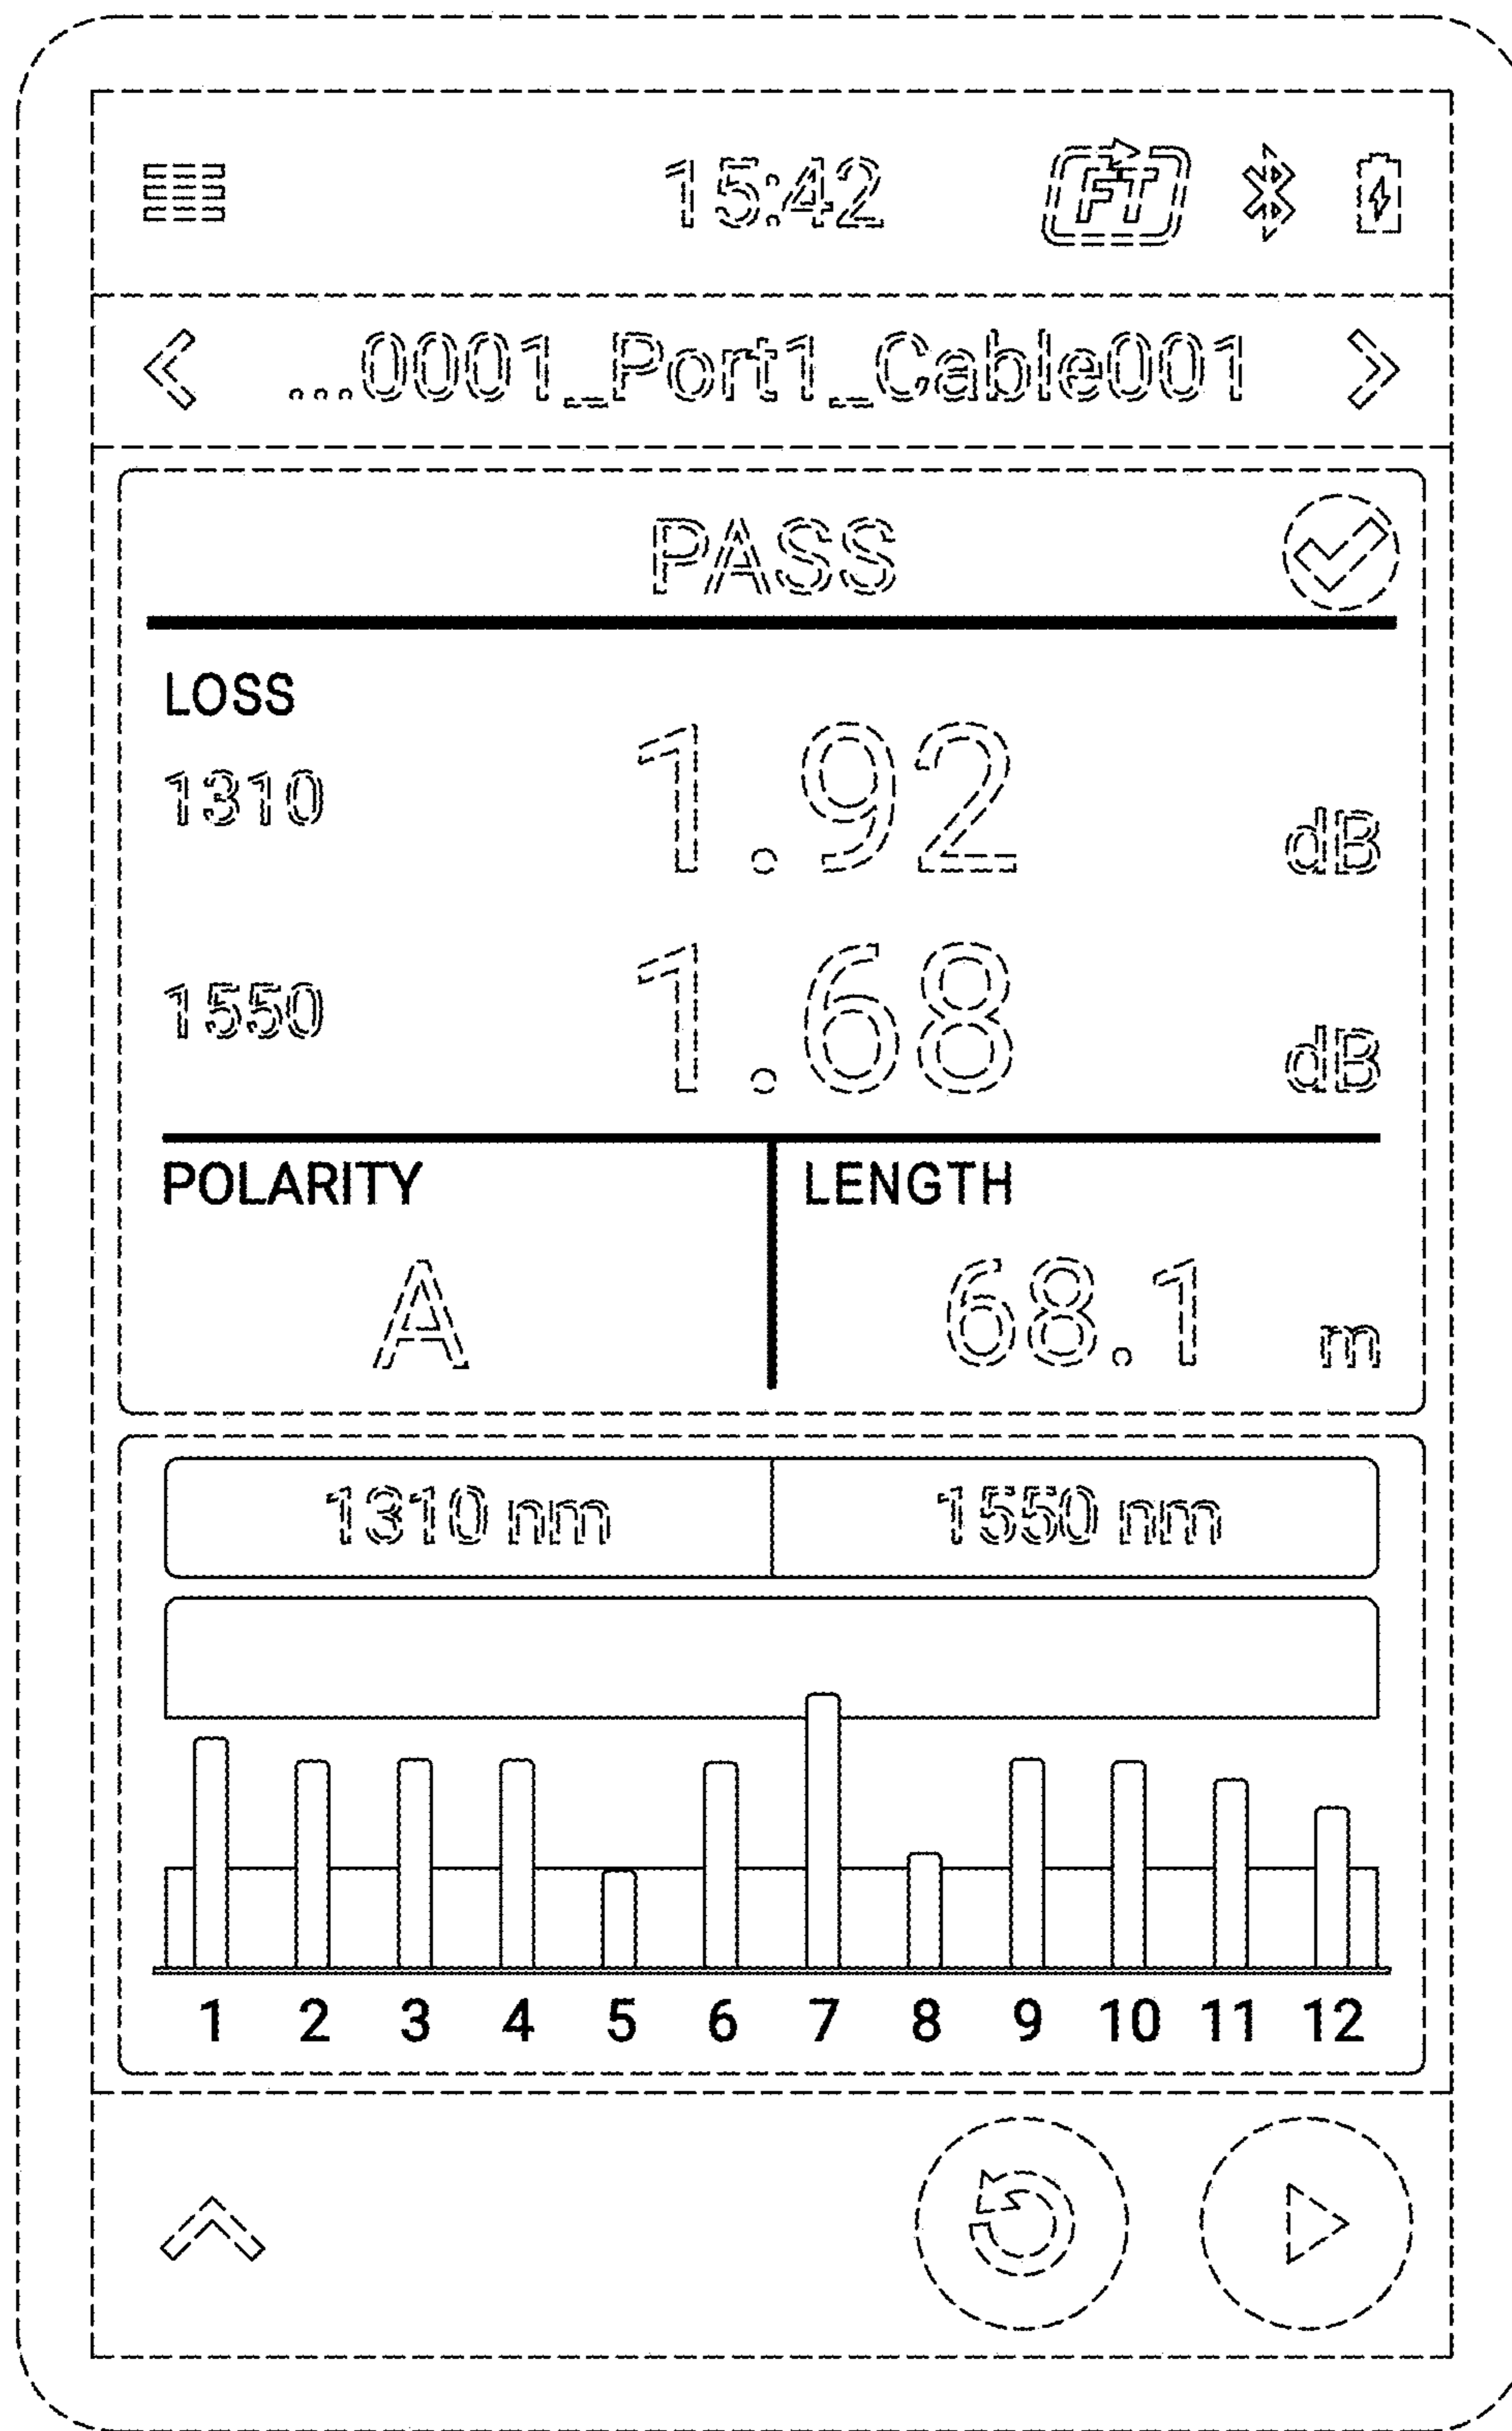 15:42 FT
...0001_Port1_Cable001
PASS
LOSS
1310 1.92 dB
1550 1.68 dB
POLARITY LENGTH
A 68.1 m
1310 nm 1550 nm
1 2 3 4 5 6 7 8 9 10 11 12